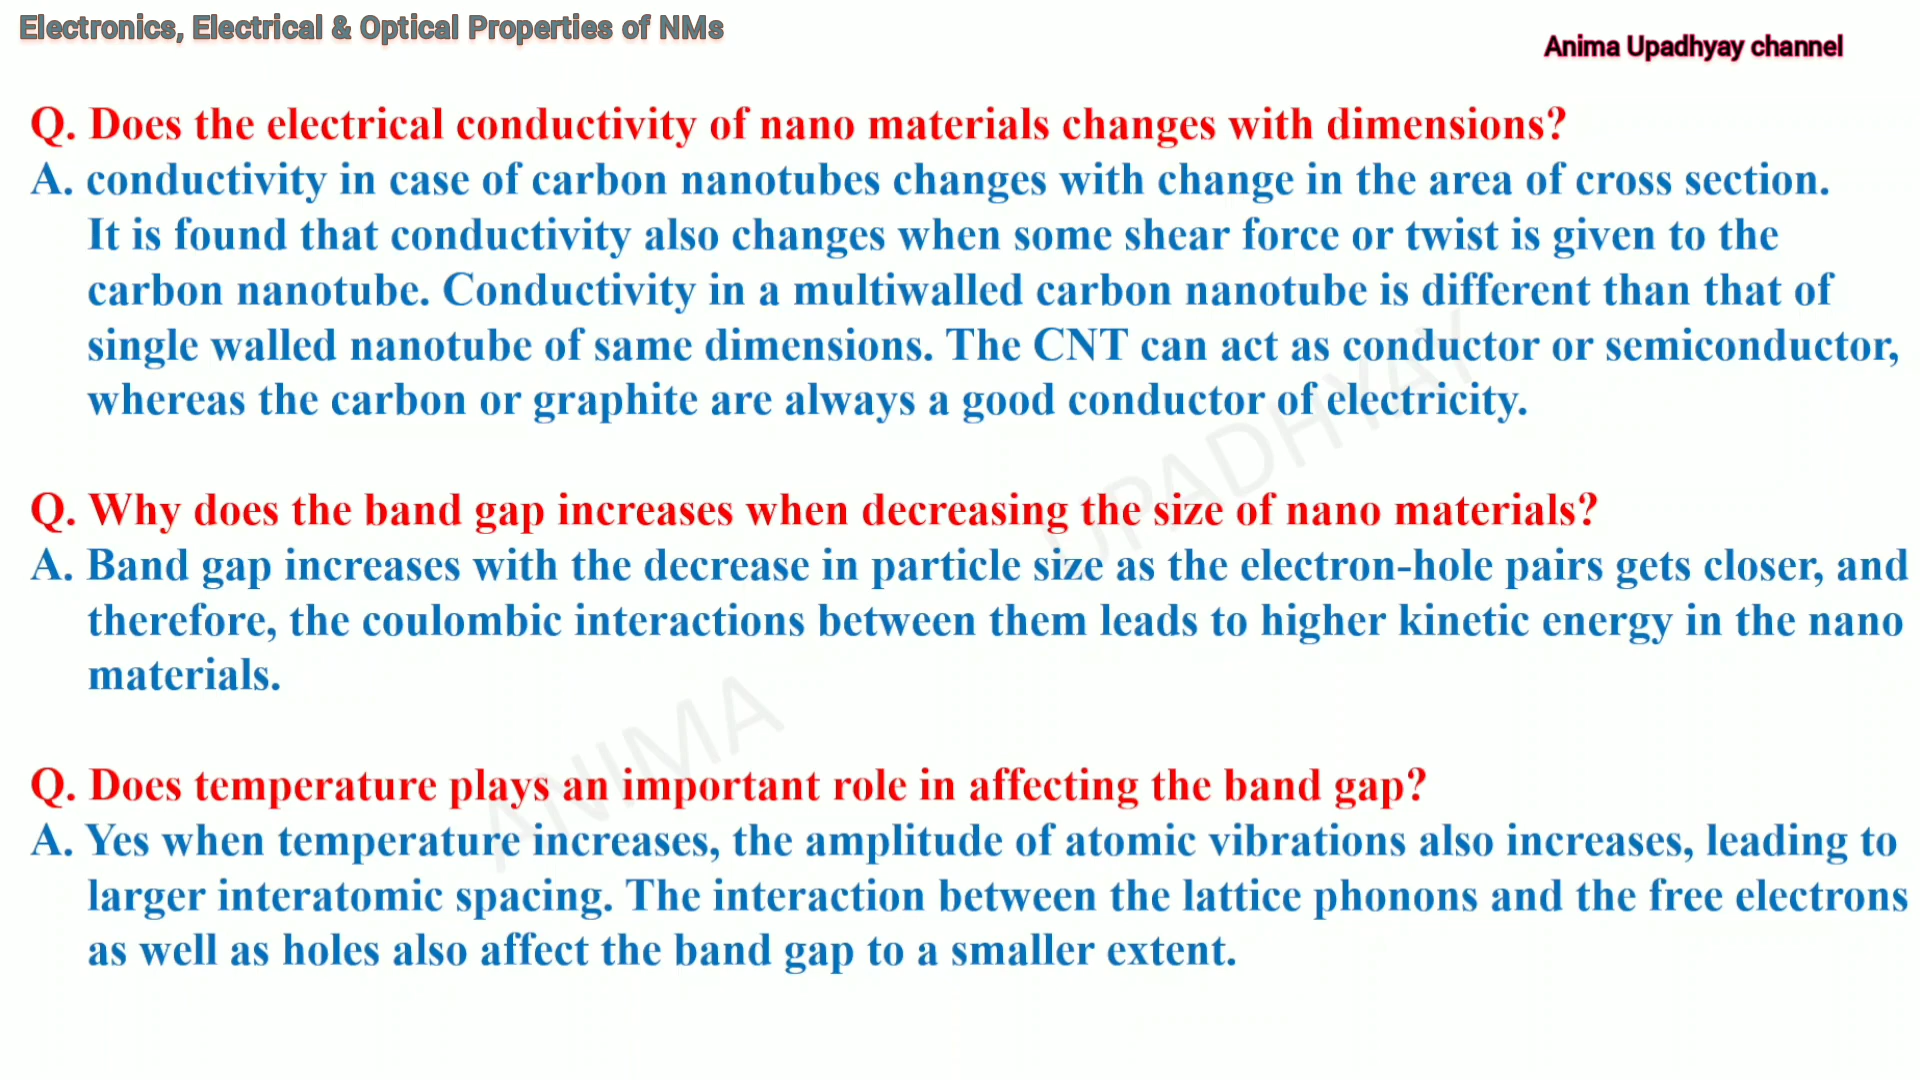 Electronics, Electrical & Optical Properties of NMs
Anima Upadhyay channel
Q. Does the electrical conductivity of nano materials changes with dimensions?
A. conductivity in case of carbon nanotubes changes with change in the area of cross section.
It is found that conductivity also changes when some shear force or twist is given to the
carbon nanotube. Conductivity in a multiwalled carbon nanotube is different than that of
single walled nanotube of same dimensions. The CNT can act as conductor or semiconductor,
whereas the carbon or graphite are always a good conductor of electricity.
Q. Why does the band gap increases when decreasing the size of nano materials?
A. Band gap increases with the decrease in particle size as the electron-hole pairs gets closer, and
therefore, the coulombic interactions between them leads to higher kinetic energy in the nano
materials.
Q. Does temperature plays an important role in affecting the band gap?
A. Yes when temperature increases, the amplitude of atomic vibrations also increases, leading to
larger interatomic spacing. The interaction between the lattice phonons and the free electrons
as well as holes also affect the band gap to a smaller extent.
ANIMA UPADHYAY